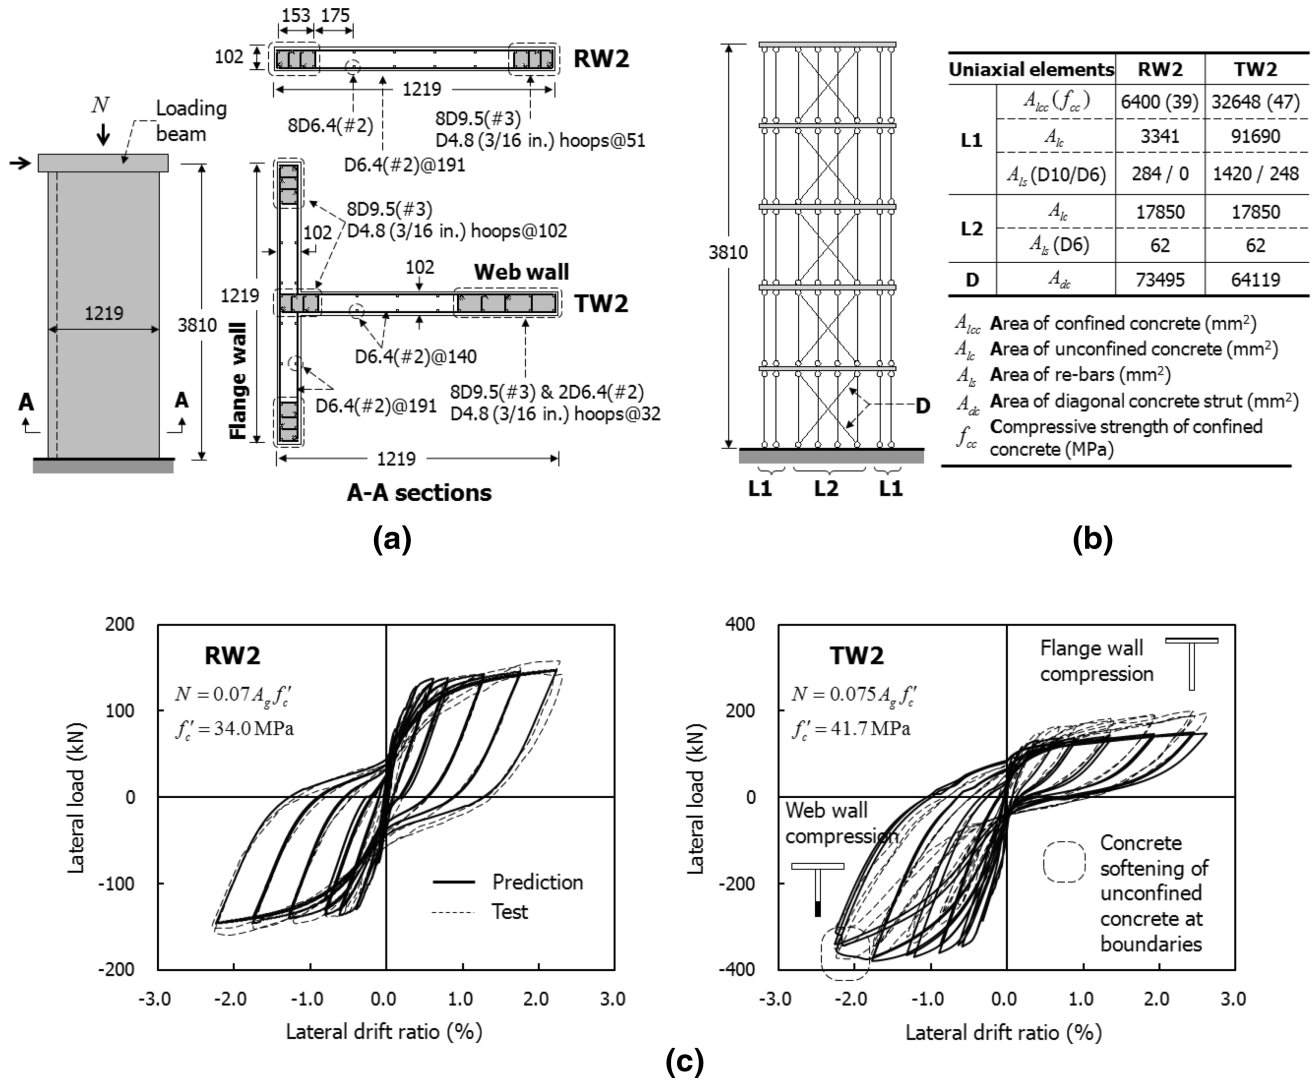 153 175
102
RW2
1219
8D6.4(#2)
8D9.5(#3)
D4.8 (3/16 in.) hoops@51
D6.4(#2)@191
N
Loading
beam
1219
3810
A
A
8D9.5(#3)
D4.8 (3/16 in.) hoops@102
102
102
Web wall
1219
TW2
Flange wall
D6.4(#2)@140
8D9.5(#3) & 2D6.4(#2)
D4.8 (3/16 in.) hoops@32
D6.4(#2)@191
1219
A-A sections
(a)
3810
D
L1 L2 L1
Uniaxial elements RW2 TW2
L1
A_lcc (f_cc) 6400 (39) 32648 (47)
A_lc 3341 91690
A_ls (D10/D6) 284 / 0 1420 / 248
L2
A_lc 17850 17850
A_ls (D6) 62 62
D A_dc 73495 64119
A_lcc Area of confined concrete (mm²)
A_lc Area of unconfined concrete (mm²)
A_ls Area of re-bars (mm²)
A_dc Area of diagonal concrete strut (mm²)
f_cc Compressive strength of confined
concrete (MPa)
(b)
200
100
0
-100
-200
Lateral load (kN)
RW2
N = 0.07A_g f_c′
f_c′ = 34.0 MPa
Prediction
Test
-3.0 -2.0 -1.0 0.0 1.0 2.0 3.0
Lateral drift ratio (%)
400
200
0
-200
-400
Lateral load (kN)
TW2
N = 0.075A_g f_c′
f_c′ = 41.7 MPa
Flange wall
compression
Web wall
compression
Concrete
softening of
unconfined
concrete at
boundaries
-3.0 -2.0 -1.0 0.0 1.0 2.0 3.0
Lateral drift ratio (%)
(c)